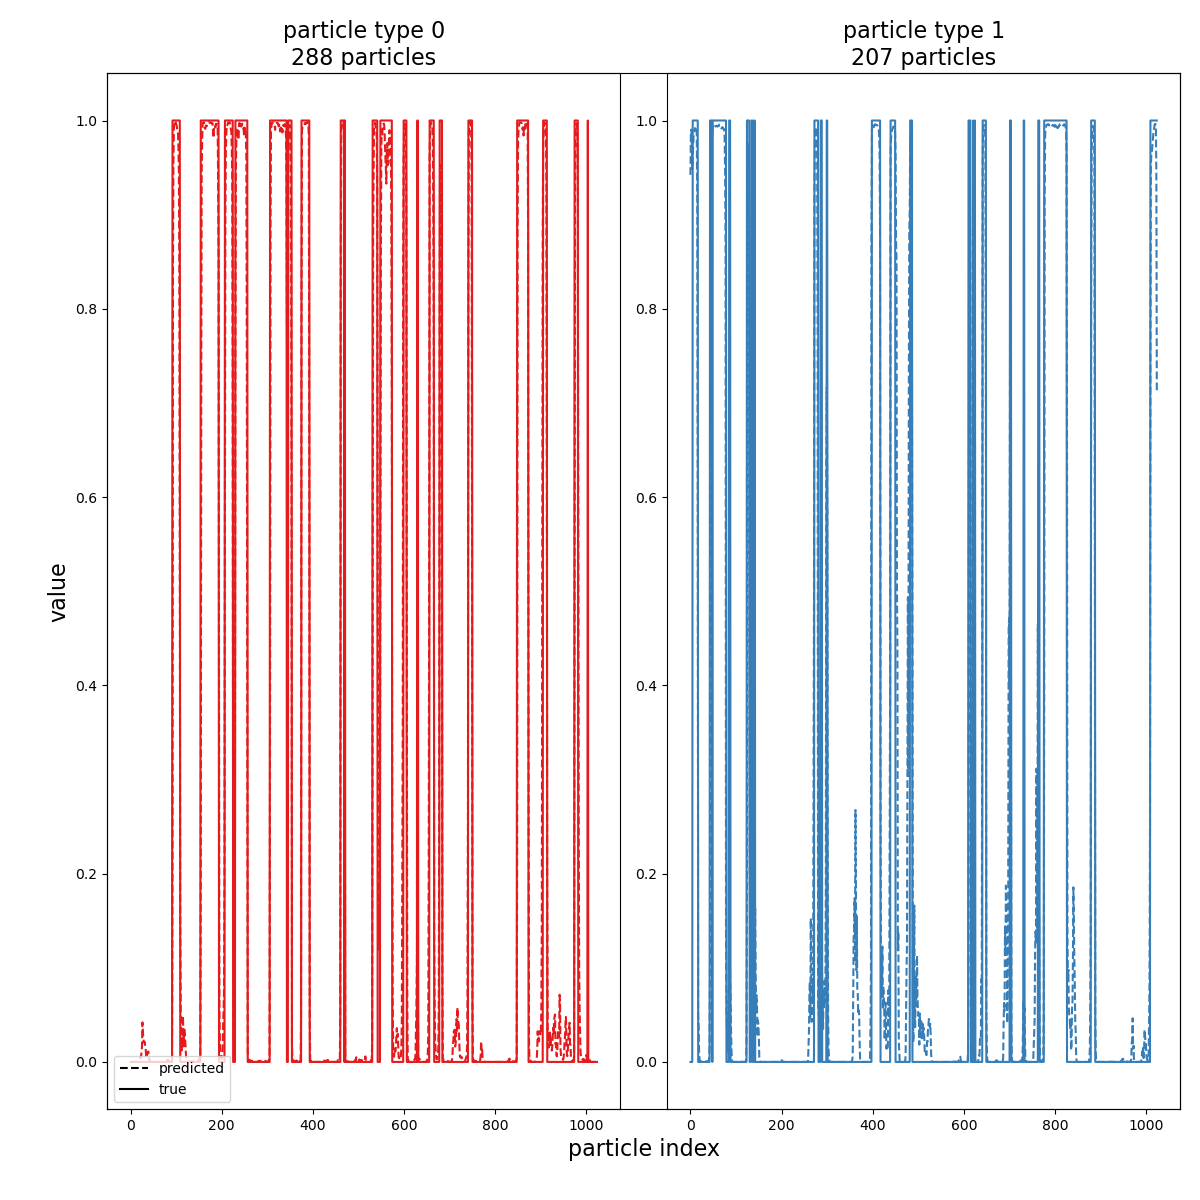 particle type 0
288 particles
particle type 1
207 particles
1.0
0.8
0.6
0.4
0.2
0.0
1.0
0.8
0.6
0.4
0.2
0.0
value
predicted
true
0 200 400 600 800 1000
0 200 400 600 800 1000
particle index